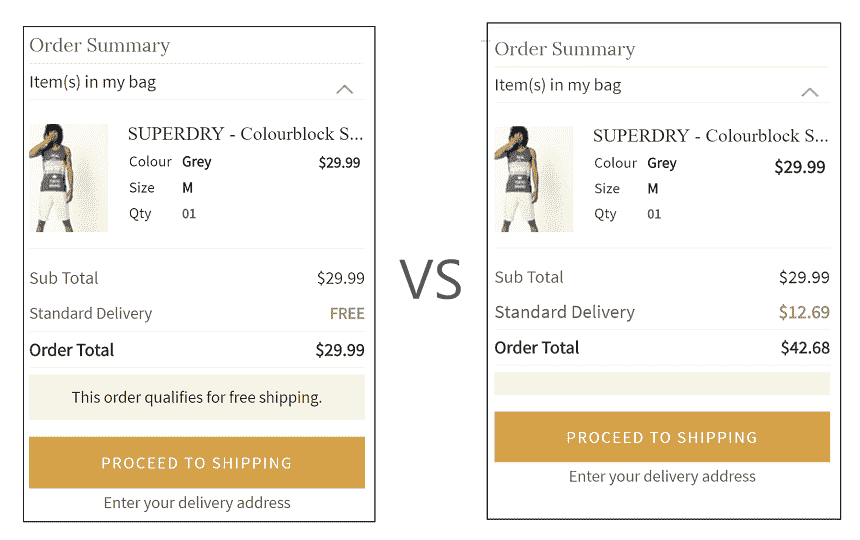 Order Summary
Item(s) in my bag
SUPERDRY - Colourblock S...
Colour Grey $29.99
Size M
Qty 01
Sub Total $29.99
Standard Delivery FREE
Order Total $29.99
This order qualifies for free shipping.
PROCEED TO SHIPPING
Enter your delivery address
VS
Order Summary
Item(s) in my bag
SUPERDRY - Colourblock S...
Colour Grey $29.99
Size M
Qty 01
Sub Total $29.99
Standard Delivery $12.69
Order Total $42.68
PROCEED TO SHIPPING
Enter your delivery address